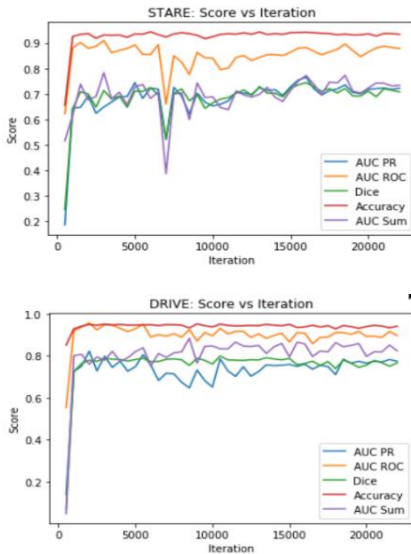 STARE: Score vs Iteration
0.9
0.8
0.7
0.6
0.5
0.4
0.3
0.2
Score
AUC PR
AUC ROC
Dice
Accuracy
AUC Sum
0
5000
10000
15000
20000
Iteration
DRIVE: Score vs Iteration
1.0
0.8
0.6
0.4
0.2
Score
AUC PR
AUC ROC
Dice
Accuracy
AUC Sum
0
5000
10000
15000
20000
Iteration